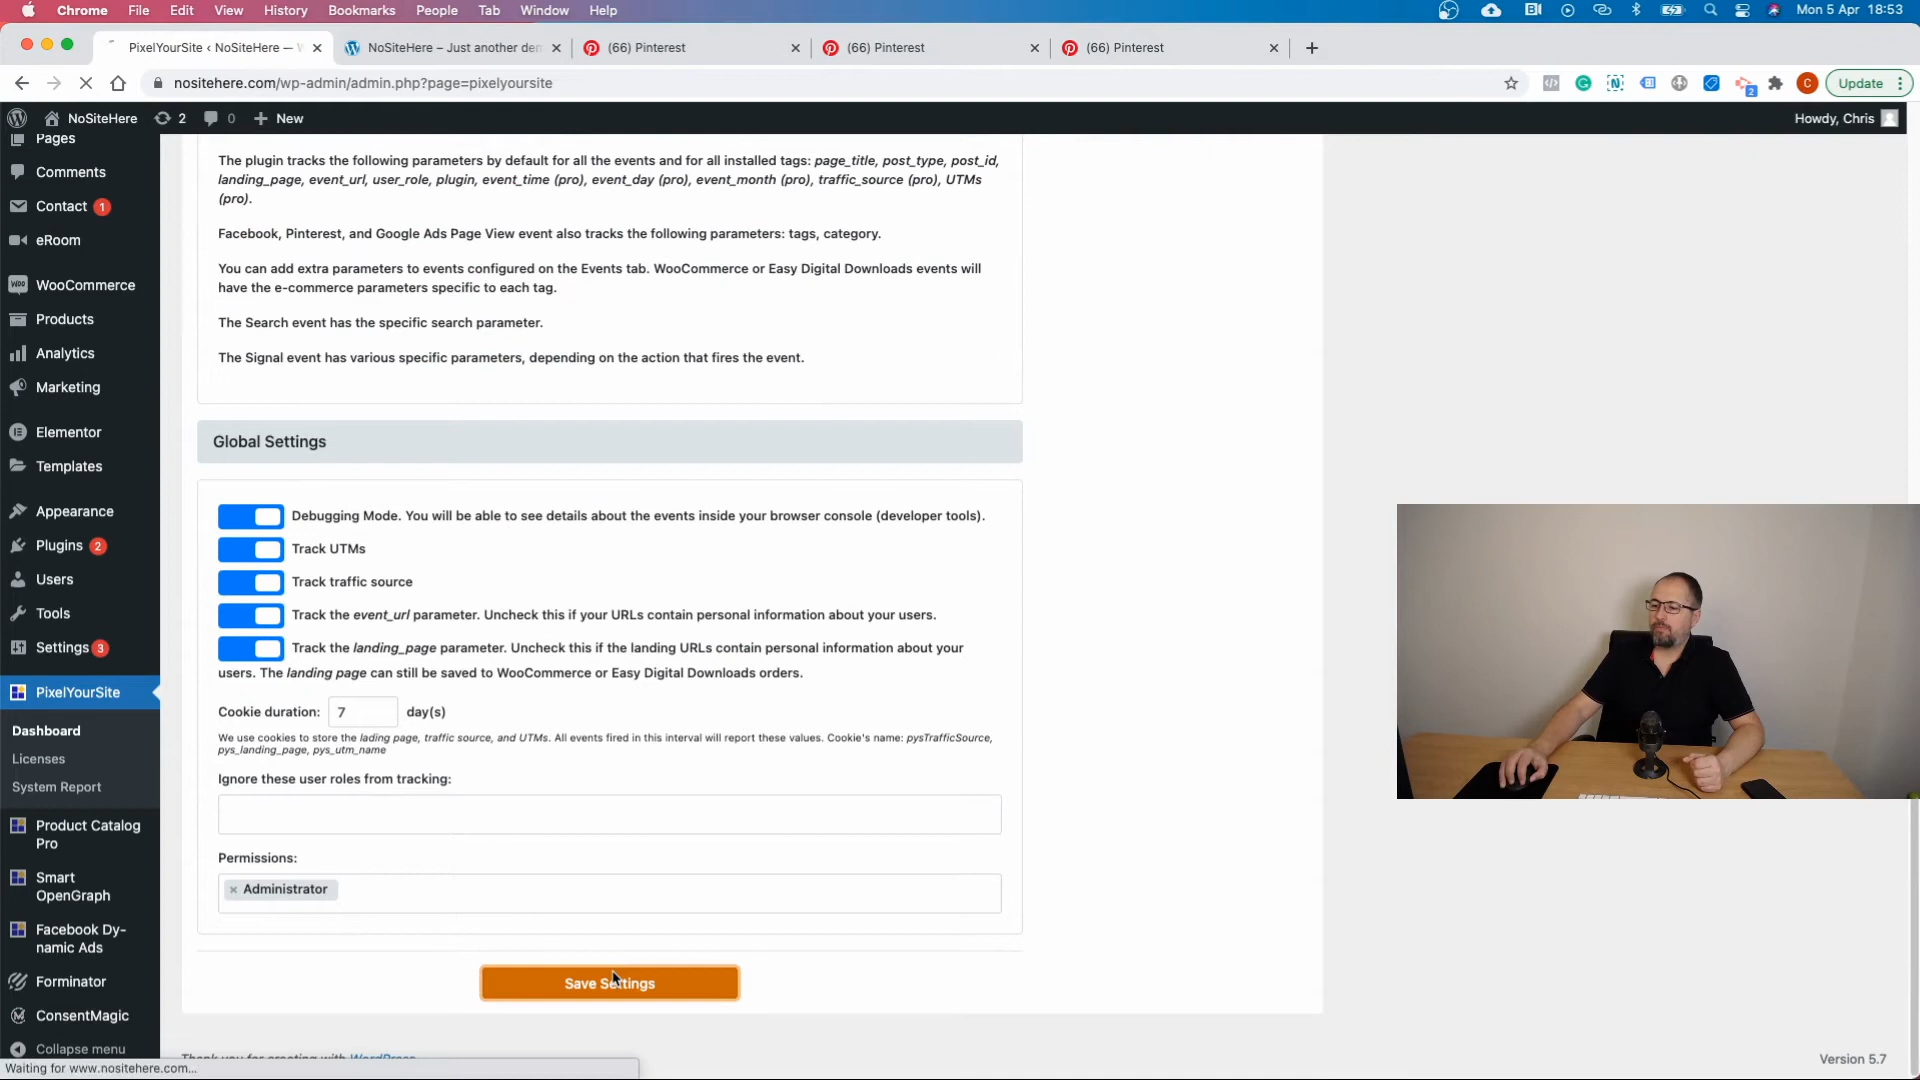 Chrome File Edit View History Bookmarks People Tab Window Help Mon 5 Apr 18:53
PixelYourSite ‹ NoSiteHere — NoSiteHere – Just another dem (66) Pinterest (66) Pinterest (66) Pinterest
nositehere.com/wp-admin/admin.php?page=pixelyoursite
2
C
Update
NoSiteHere 2 0 + New Howdy, Chris
Pages
Comments
Contact 1
eRoom
WooCommerce
Products
Analytics
Marketing
Elementor
Templates
Appearance
Plugins 2
Users
Tools
Settings 3
PixelYourSite
Dashboard
Licenses
System Report
Product Catalog
Pro
Smart
OpenGraph
Facebook Dy-
namic Ads
Forminator
ConsentMagic
Collapse menu
The plugin tracks the following parameters by default for all the events and for all installed tags: page_title, post_type, post_id,
landing_page, event_url, user_role, plugin, event_time (pro), event_day (pro), event_month (pro), traffic_source (pro), UTMs
(pro).
Facebook, Pinterest, and Google Ads Page View event also tracks the following parameters: tags, category.
You can add extra parameters to events configured on the Events tab. WooCommerce or Easy Digital Downloads events will
have the e-commerce parameters specific to each tag.
The Search event has the specific search parameter.
The Signal event has various specific parameters, depending on the action that fires the event.
Global Settings
Debugging Mode. You will be able to see details about the events inside your browser console (developer tools).
Track UTMs
Track traffic source
Track the event_url parameter. Uncheck this if your URLs contain personal information about your users.
Track the landing_page parameter. Uncheck this if the landing URLs contain personal information about your
users. The landing page can still be saved to WooCommerce or Easy Digital Downloads orders.
Cookie duration: 7 day(s)
We use cookies to store the lading page, traffic source, and UTMs. All events fired in this interval will report these values. Cookie's name: pysTrafficSource,
pys_landing_page, pys_utm_name
Ignore these user roles from tracking:
Permissions:
× Administrator
Save Settings
Thank you for creating with WordPress.
Version 5.7
Waiting for www.nositehere.com...